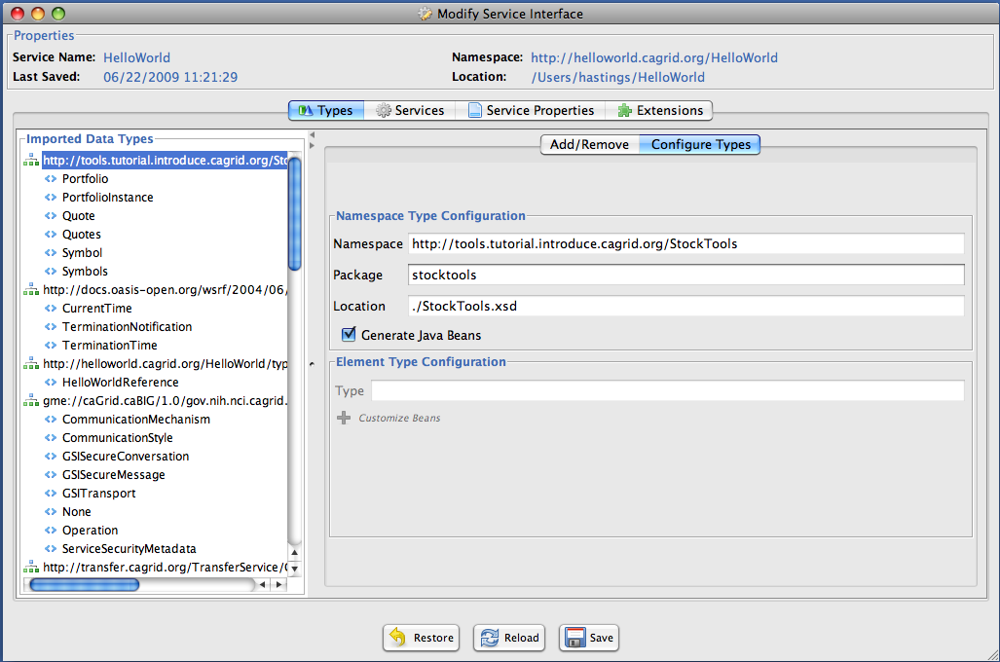 Modify Service Interface
Properties
Service Name: HelloWorld
Namespace: http://helloworld.cagrid.org/HelloWorld
Last Saved: 06/22/2009 11:21:29
Location: /Users/hastings/HelloWorld
Types
Services
Service Properties
Extensions
Imported Data Types
http://tools.tutorial.introduce.cagrid.org/Sto
Portfolio
PortfolioInstance
Quote
Quotes
Symbol
Symbols
http://docs.oasis-open.org/wsrf/2004/06/
CurrentTime
TerminationNotification
TerminationTime
http://helloworld.cagrid.org/HelloWorld/typ
HelloWorldReference
gme://caGrid.caBIG/1.0/gov.nih.nci.cagrid.
CommunicationMechanism
CommunicationStyle
GSISecureConversation
GSISecureMessage
GSITransport
None
Operation
ServiceSecurityMetadata
http://transfer.cagrid.org/TransferService/C
Add/Remove
Configure Types
Namespace Type Configuration
Namespace http://tools.tutorial.introduce.cagrid.org/StockTools
Package stocktools
Location ./StockTools.xsd
Generate Java Beans
Element Type Configuration
Type
Customize Beans
Restore
Reload
Save